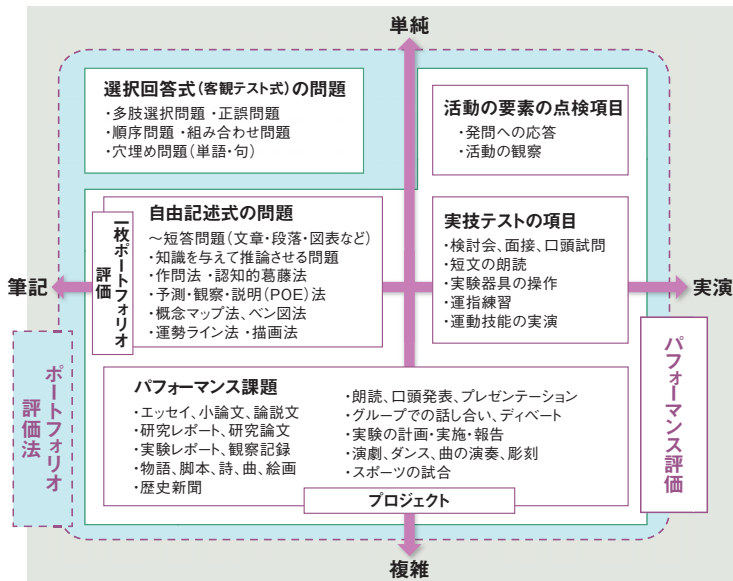 単純
選択回答式(客観テスト式)の問題
・多肢選択問題 ・正誤問題
・順序問題 ・組み合わせ問題
・穴埋め問題(単語・句)
活動の要素の点検項目
・発問への応答
・活動の観察
自由記述式の問題
〜短答問題(文章・段落・図表など)
・知識を与えて推論させる問題
・作問法 ・認知的葛藤法
・予測・観察・説明(POE)法
・概念マップ法、ベン図法
・運勢ライン法 ・描画法
一枚ポートフォリオ
評価
実技テストの項目
・検討会、面接、口頭試問
・短文の朗読
・実験器具の操作
・運指練習
・運動技能の実演
筆記
実演
パフォーマンス課題
・エッセイ、小論文、論説文
・研究レポート、研究論文
・実験レポート、観察記録
・物語、脚本、詩、曲、絵画
・歴史新聞
・朗読、口頭発表、プレゼンテーション
・グループでの話し合い、ディベート
・実験の計画・実施・報告
・演劇、ダンス、曲の演奏、彫刻
・スポーツの試合
プロジェクト
ポートフォリオ
評価法
パフォーマンス評価
複雑